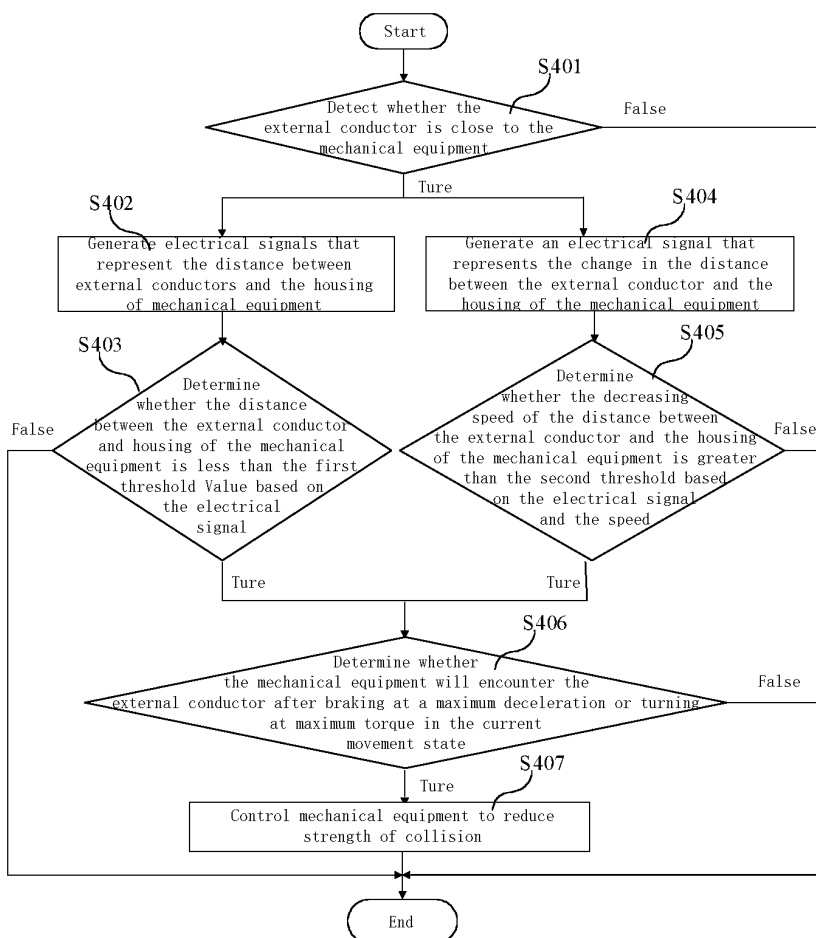 Start
S401
Detect whether the
external conductor is close to the
mechanical equipment
False
Ture
S402
Generate electrical signals that
represent the distance between
external conductors and the housing
of mechanical equipment
S404
Generate an electrical signal that
represents the change in the distance
between the external conductor and the
housing of the mechanical equipment
S403
Determine
whether the distance
between the external conductor
and housing of the mechanical
equipment is less than the first
threshold Value based on
the electrical
signal
False
Ture
S405
Determine
whether the decreasing
speed of the distance between
the external conductor and the housing
of the mechanical equipment is greater
than the second threshold based
on the electrical signal
and the speed
False
Ture
S406
Determine whether
the mechanical equipment will encounter the
external conductor after braking at a maximum deceleration or turning
at maximum torque in the current
movement state
False
Ture
S407
Control mechanical equipment to reduce
strength of collision
End